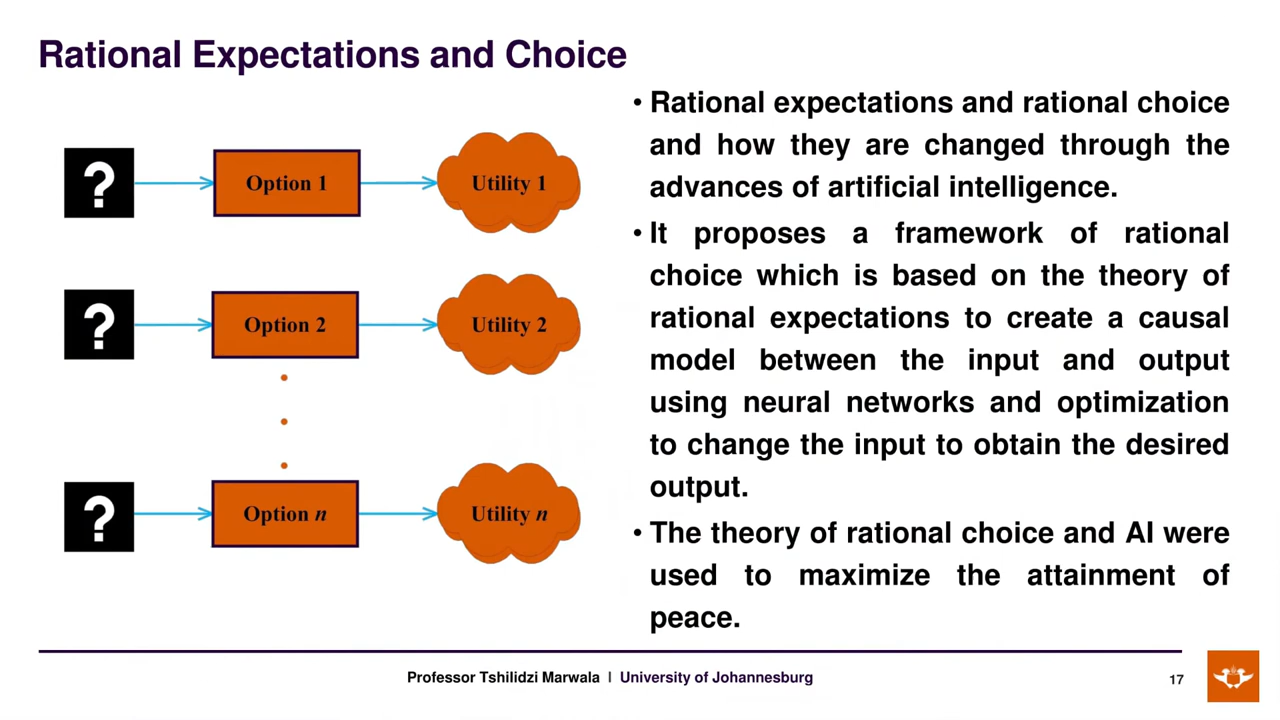 Rational Expectations and Choice
?
Option 1
Utility 1
?
Option 2
Utility 2
?
Option n
Utility n
• Rational expectations and rational choice
and how they are changed through the
advances of artificial intelligence.
• It proposes a framework of rational
choice which is based on the theory of
rational expectations to create a causal
model between the input and output
using neural networks and optimization
to change the input to obtain the desired
output.
• The theory of rational choice and AI were
used to maximize the attainment of
peace.
Professor Tshilidzi Marwala | University of Johannesburg
17